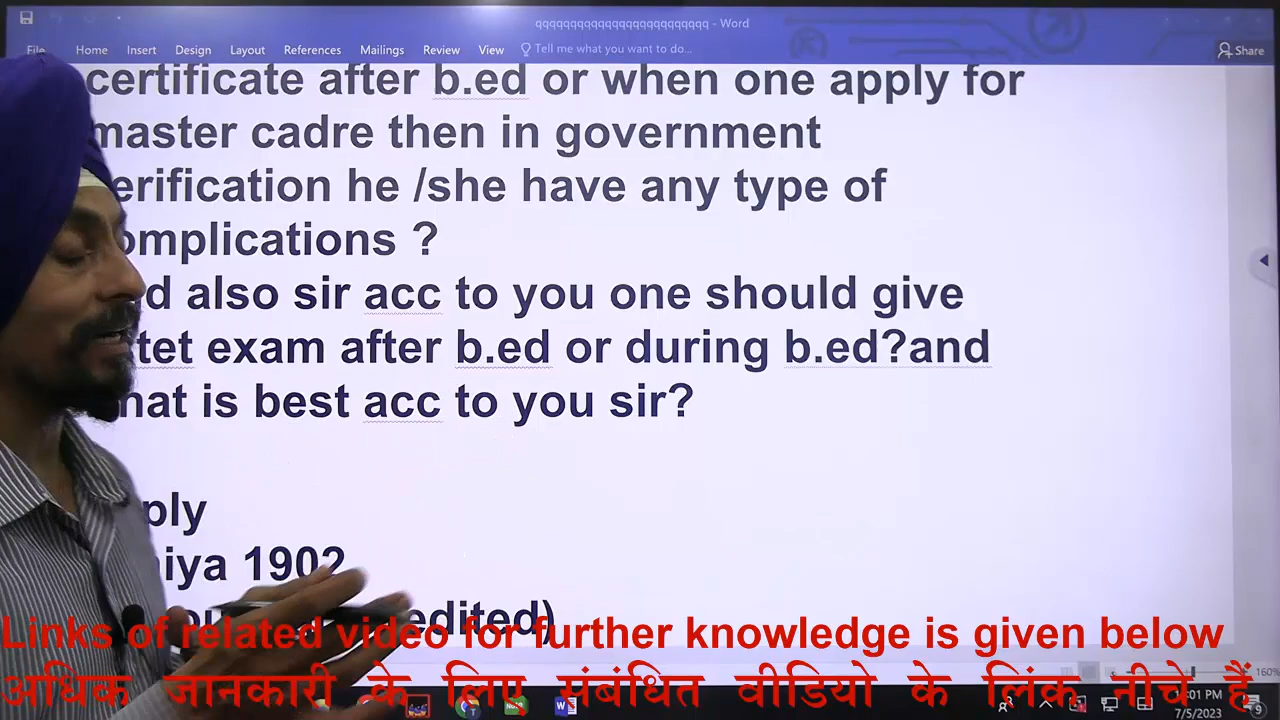 qqqqqqqqqqqqqqqqqqqqqqqqq - Word
File Home Insert Design Layout References Mailings Review View Tell me what you want to do... Share
certificate after b.ed or when one apply for
master cadre then in government
erification he /she have any type of
omplications ?
d also sir acc to you one should give
tet exam after b.ed or during b.ed?and
hat is best acc to you sir?
ply
iya 1902
edited)
Links of related video for further knowledge is given below
अधिक जानकारी के लिए संबंधित वीडियो के लिंक नीचे हैं
160%
:01 PM
7/5/2023